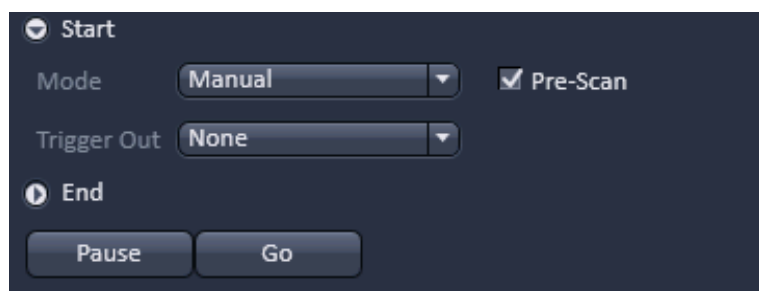 Start
Mode Manual Pre-Scan
Trigger Out None
End
Pause Go